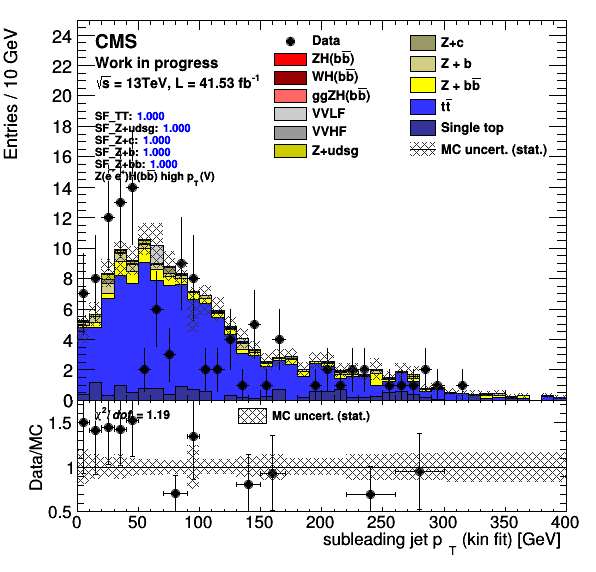 CMS
Work in progress
√s = 13TeV, L = 41.53 fb⁻¹
SF_TT: 1.000
SF_Z+udsg: 1.000
SF_Z+c: 1.000
SF_Z+b: 1.000
SF_Z+bb: 1.000
Z(e⁻e⁺)H(bb̅) high p_T(V)
Data
ZH(bb̅)
WH(bb̅)
ggZH(bb̅)
VVLF
VVHF
Z+udsg
Z+c
Z + b
Z + bb̅
tt̅
Single top
MC uncert. (stat.)
Entries / 10 GeV
24
22
20
18
16
14
12
10
8
6
4
2
0
χ²/dof = 1.19
MC uncert. (stat.)
Data/MC
1.5
1
0.5
0 50 100 150 200 250 300 350 400
subleading jet p_T (kin fit) [GeV]